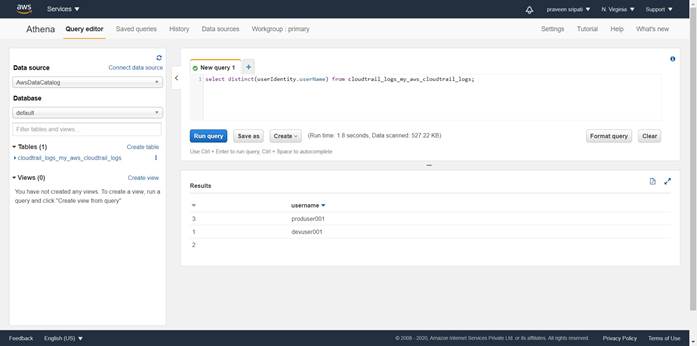 aws Services praveen sripati N. Virginia Support
Athena Query editor Saved queries History Data sources Workgroup : primary Settings Tutorial Help What's new
Data source Connect data source
AwsDataCatalog
Database
default
Filter tables and views...
Tables (1) Create table
cloudtrail_logs_my_aws_cloudtrail_logs
Views (0) Create view
You have not created any views. To create a view, run a
query and click "Create view from query"
New query 1 +
1 select distinct(userIdentity.userName) from cloudtrail_logs_my_aws_cloudtrail_logs;
Run query Save as Create (Run time: 1.8 seconds, Data scanned: 527.22 KB) Format query Clear
Use Ctrl + Enter to run query, Ctrl + Space to autocomplete
Results
username
3 produser001
1 devuser001
2
Feedback English (US) © 2008 - 2020, Amazon Internet Services Private Ltd. or its affiliates. All rights reserved. Privacy Policy Terms of Use